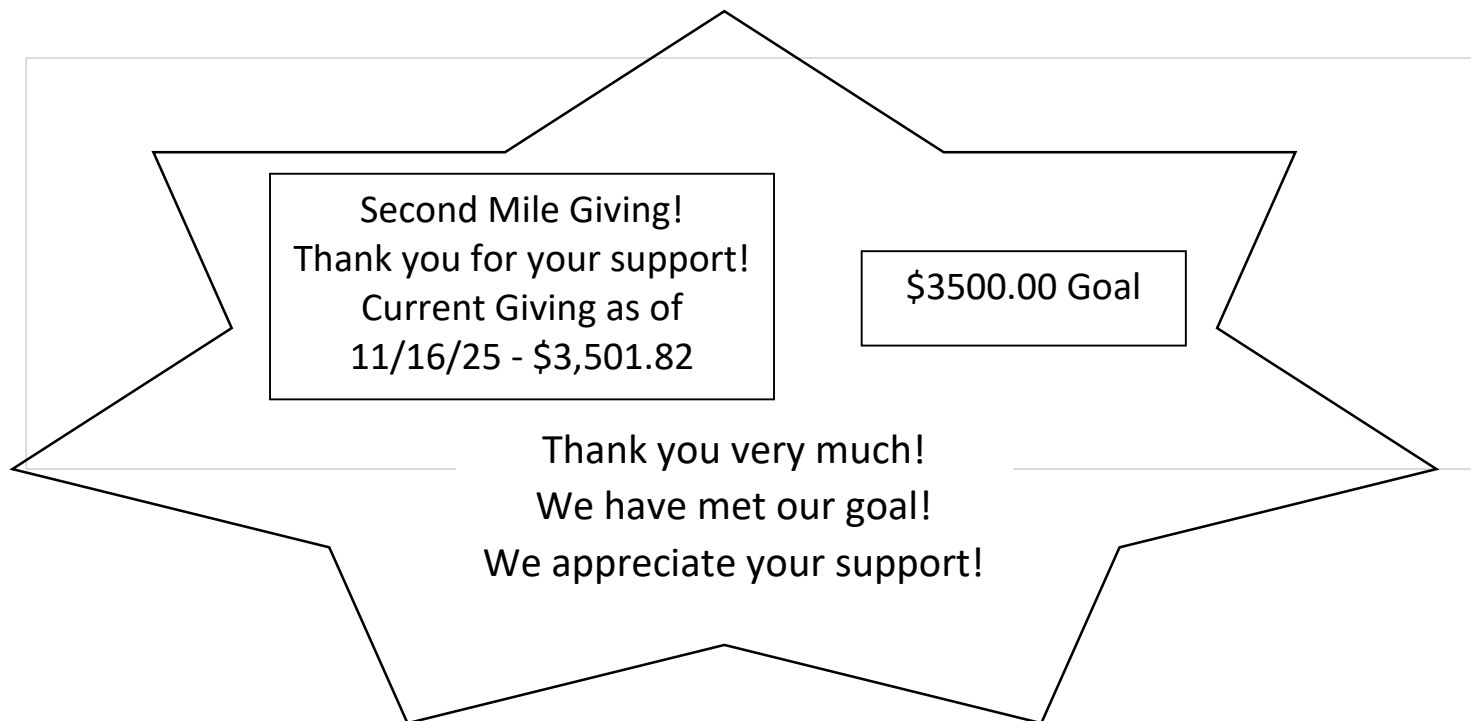 Second Mile Giving!
Thank you for your support!
Current Giving as of
11/16/25 - $3,501.82
$3500.00 Goal
Thank you very much!
We have met our goal!
We appreciate your support!